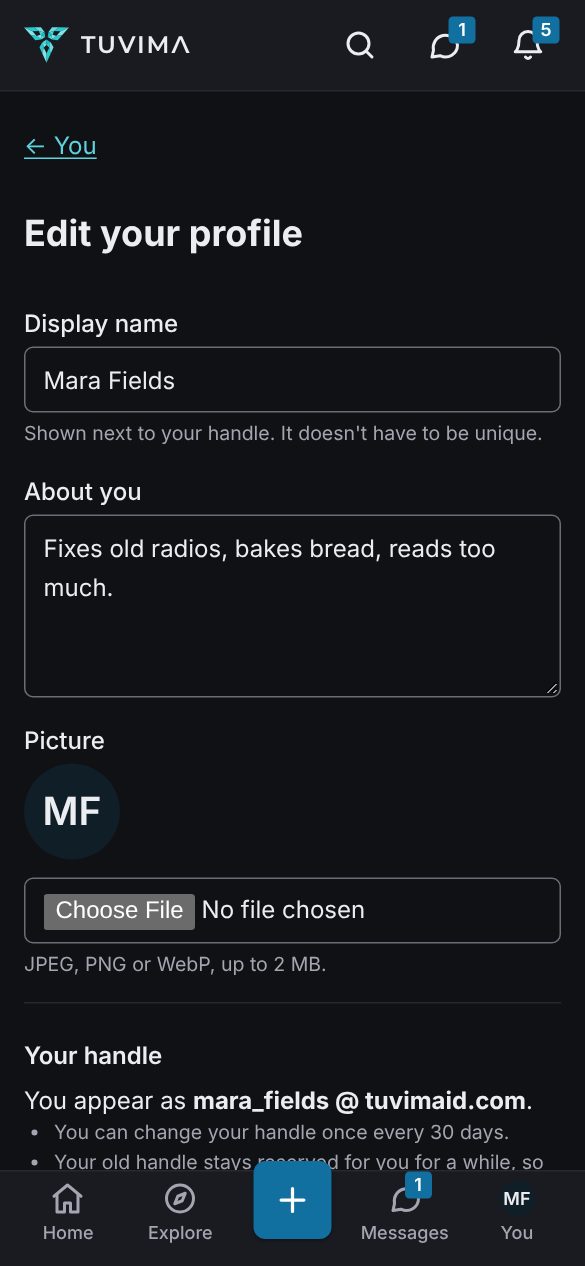 TUVIMA
1
5
← You
Edit your profile
Display name
Mara Fields
Shown next to your handle. It doesn't have to be unique.
About you
Fixes old radios, bakes bread, reads too
much.
Picture
MF
Choose File No file chosen
JPEG, PNG or WebP, up to 2 MB.
Your handle
You appear as mara_fields @ tuvimaid.com.
• You can change your handle once every 30 days.
• Your old handle stays reserved for you for a while, so
1
MF
Home
Explore
Messages
You